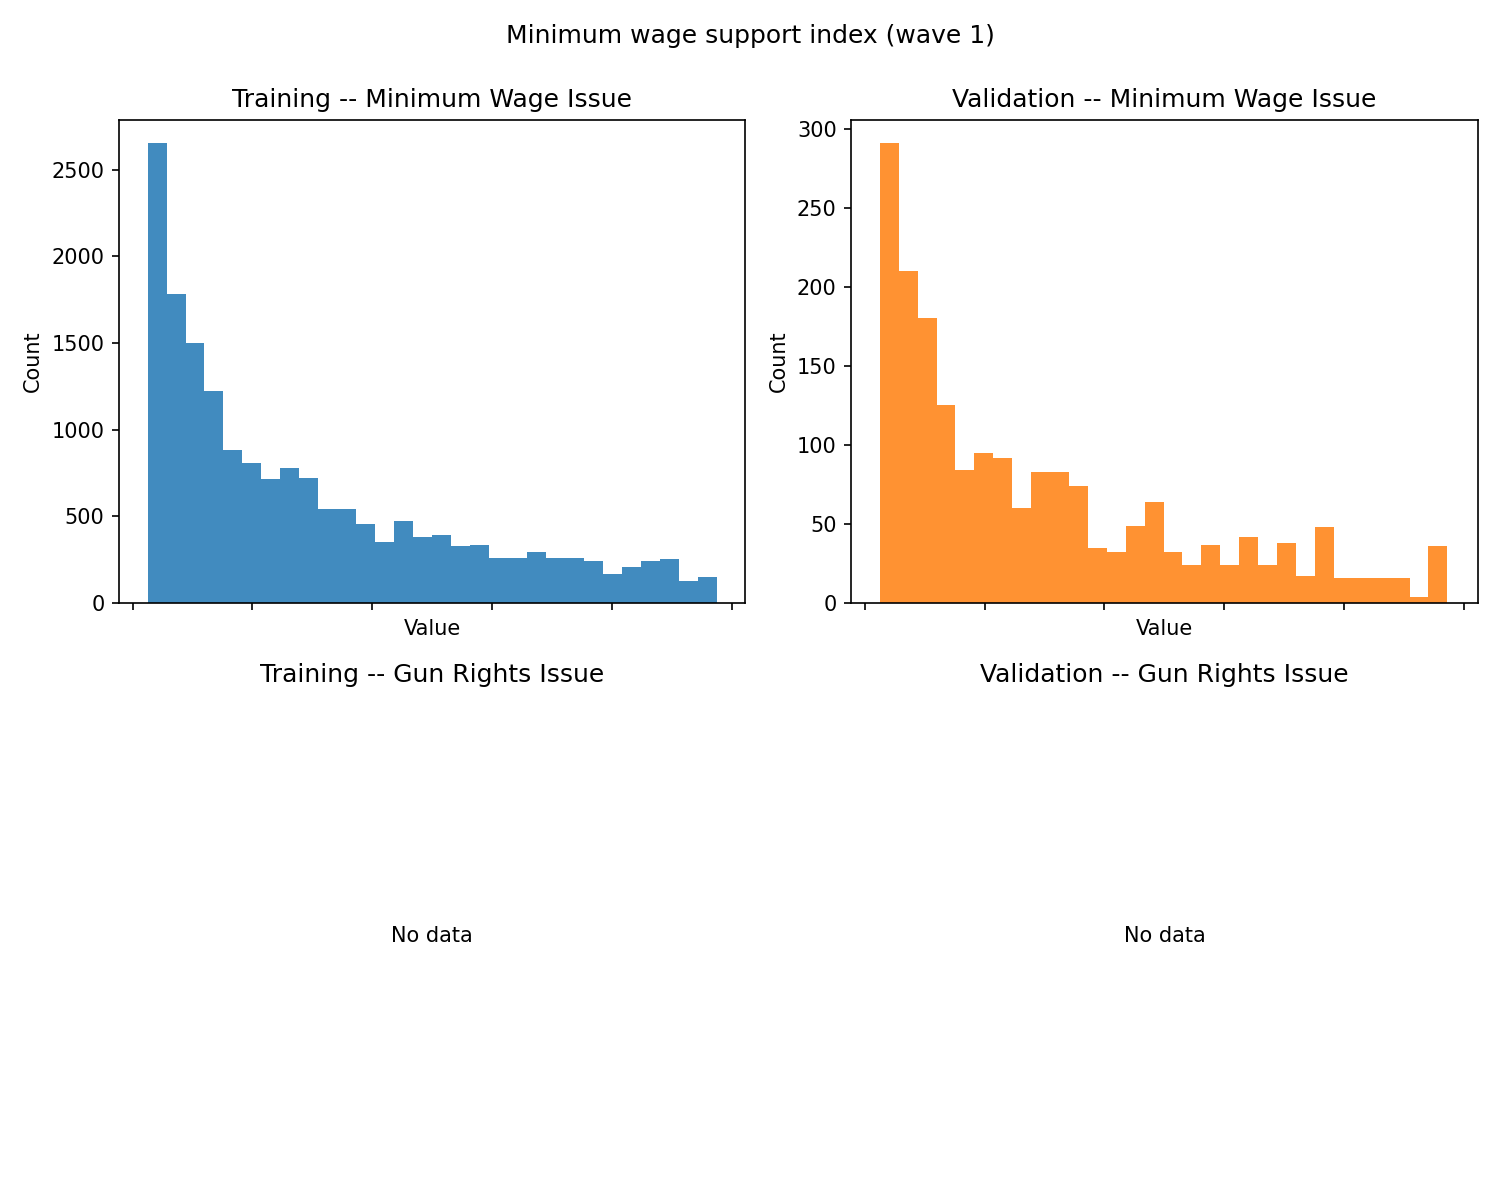 Minimum wage support index (wave 1)
Training -- Minimum Wage Issue
Validation -- Minimum Wage Issue
2500
2000
1500
1000
500
0
Count
Value
300
250
200
150
100
50
0
Count
Value
Training -- Gun Rights Issue
Validation -- Gun Rights Issue
No data
No data